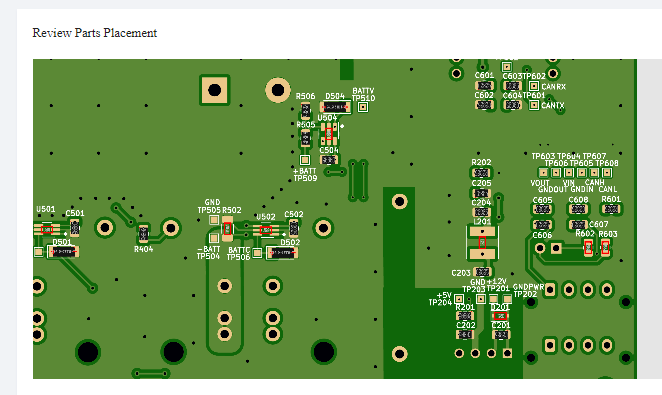 Review Parts Placement
C601
C603
TP602
CANRX
C602
C604
TP601
CANTX
BATTV
TP510
R506
D504
U504
R605
C504
+BATT
TP509
TP603
TP604
TP607
TP606
TP605
TP608
VOUT
VIN
CANH
GNDOUT
GNDIN
CANL
R202
C205
C204
L201
C203
C605
C608
R601
C606
C607
R602
R603
U501
C501
D501
R404
GND
TP505
R502
U502
C502
-BATT
TP504
BATTC
TP506
D502
GND
+12V
TP203
TP201
GNDPWR
TP202
+5V
TP204
R201
D201
C202
C201